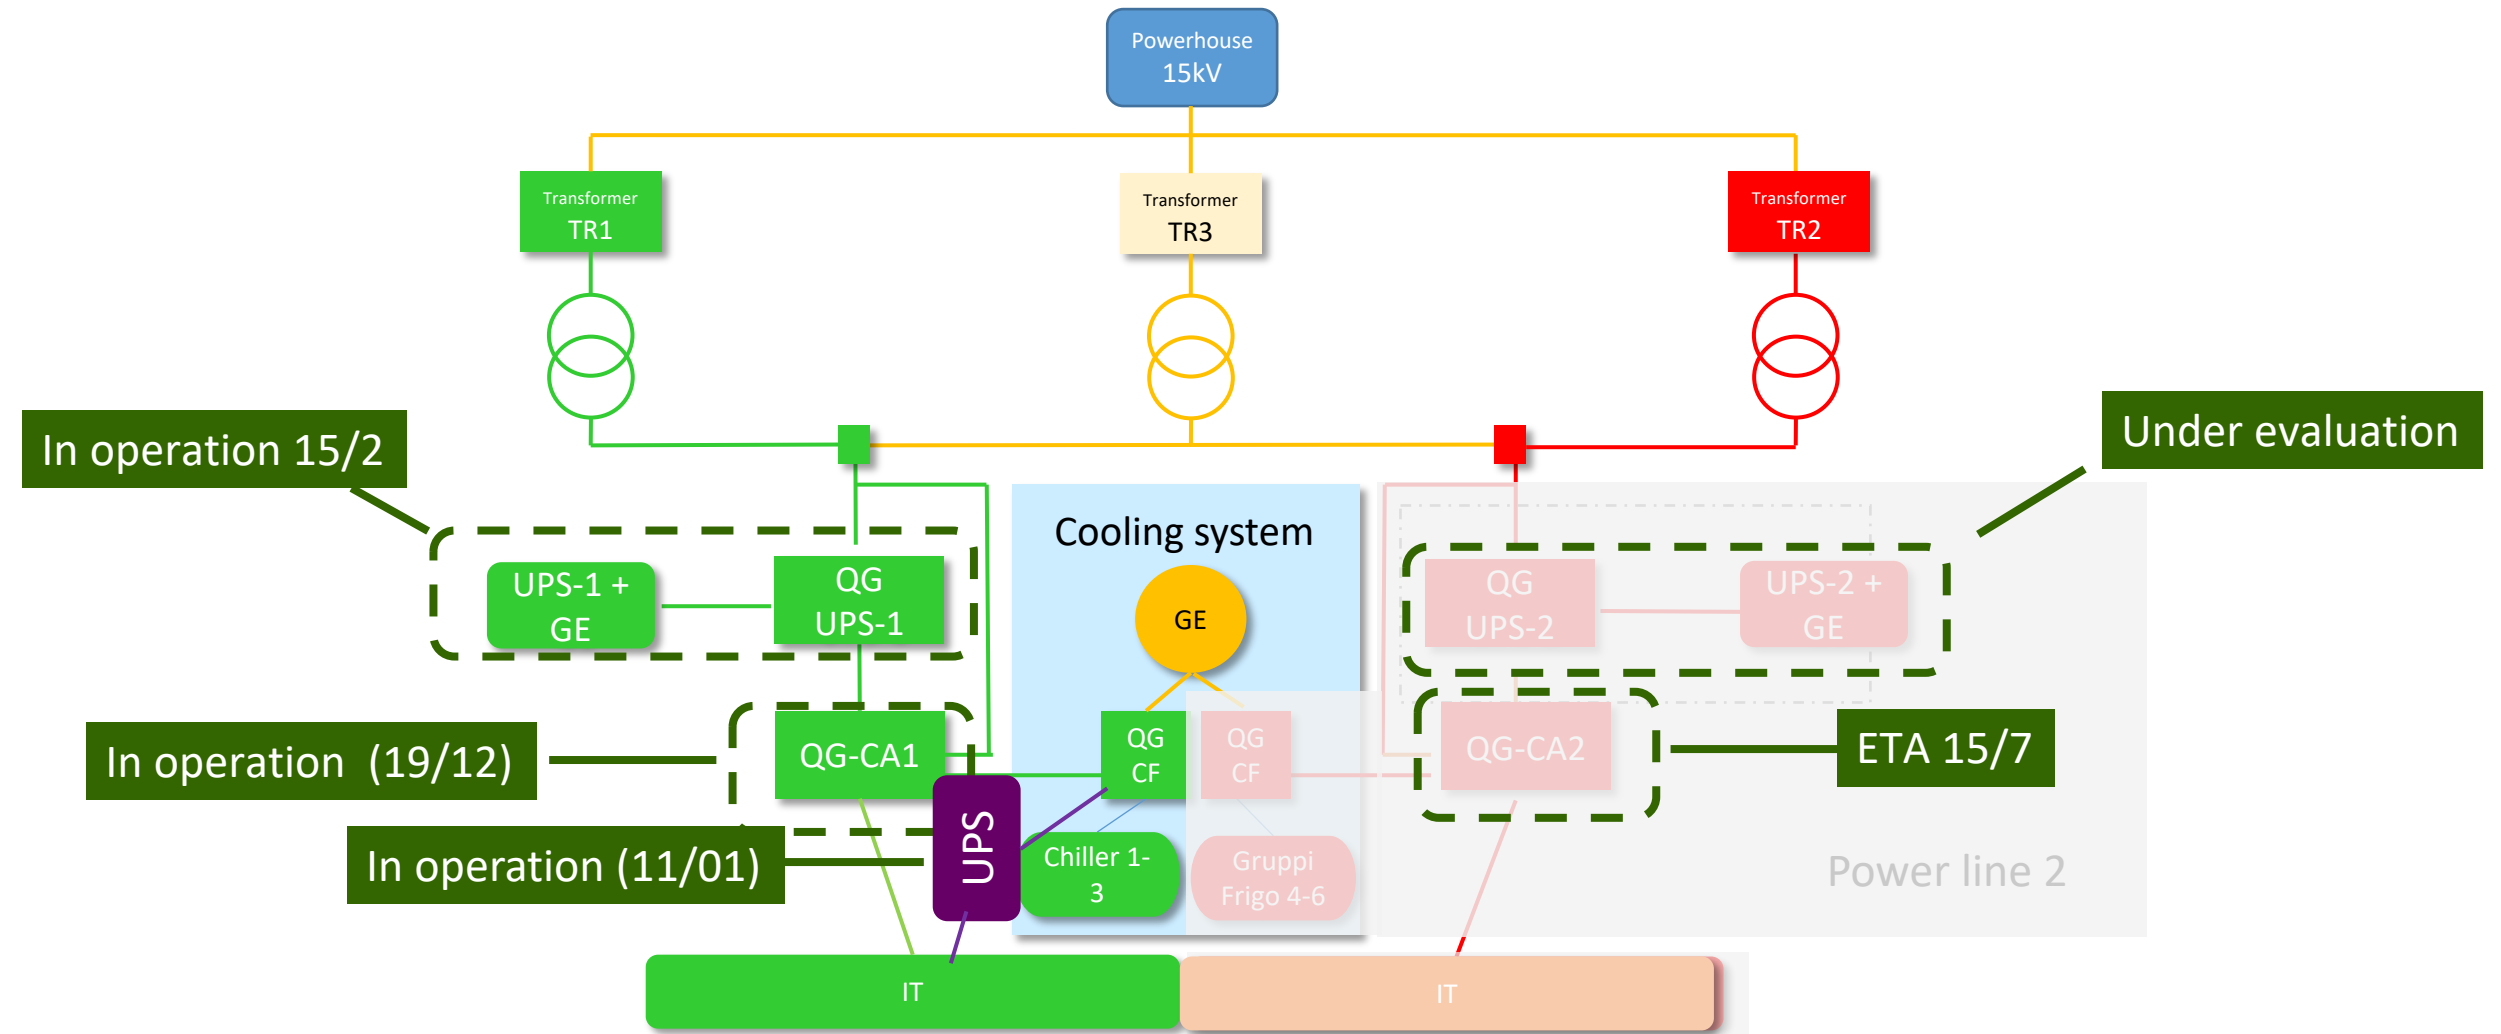 Powerhouse
15kV
Transformer
TR1
Transformer
TR3
Transformer
TR2
In operation 15/2
Under evaluation
Cooling system
UPS-1 +
GE
QG
UPS-1
GE
QG
UPS-2
UPS-2 +
GE
In operation  (19/12)
QG-CA1
QG
CF
QG
CF
QG-CA2
ETA 15/7
In operation (11/01)
UPS
Chiller 1-
3
Gruppi
Frigo 4-6
Power line 2
IT
IT